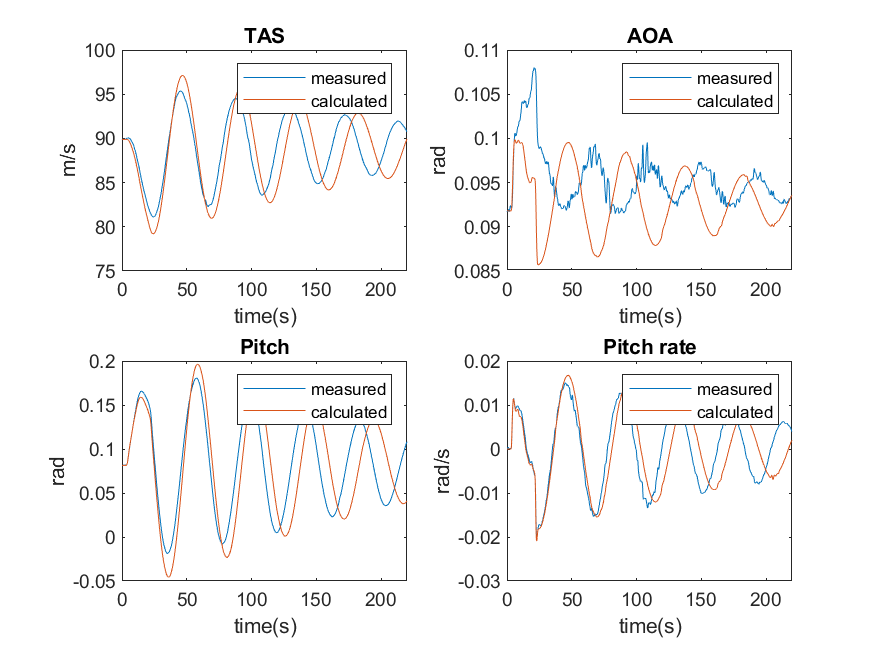 TAS
100
95
90
85
80
75
m/s
0
50
100
150
200
time(s)
measured
calculated
AOA
0.11
0.105
0.1
0.095
0.09
0.085
rad
0
50
100
150
200
time(s)
measured
calculated
Pitch
0.2
0.15
0.1
0.05
0
-0.05
rad
0
50
100
150
200
time(s)
measured
calculated
Pitch rate
0.02
0.01
0
-0.01
-0.02
-0.03
rad/s
0
50
100
150
200
time(s)
measured
calculated